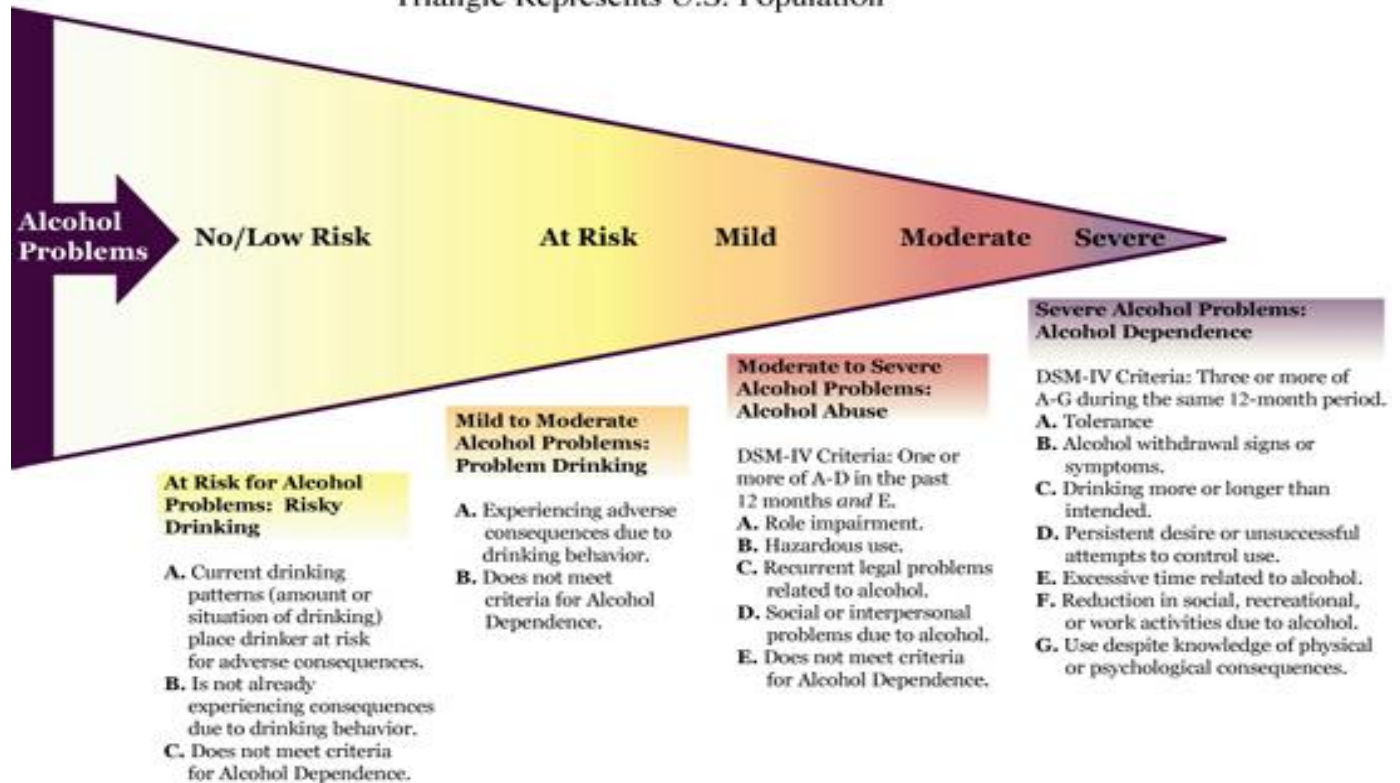 Triangle Represents U.S. Population
Alcohol
Problems
No/Low Risk
At Risk
Mild
Moderate
Severe
At Risk for Alcohol
Problems: Risky
Drinking
A. Current drinking
patterns (amount or
situation of drinking)
place drinker at risk
for adverse consequences.
B. Is not already
experiencing consequences
due to drinking behavior.
C. Does not meet criteria
for Alcohol Dependence.
Mild to Moderate
Alcohol Problems:
Problem Drinking
A. Experiencing adverse
consequences due to
drinking behavior.
B. Does not meet
criteria for Alcohol
Dependence.
Moderate to Severe
Alcohol Problems:
Alcohol Abuse
DSM-IV Criteria: One or
more of A-D in the past
12 months and E.
A. Role impairment.
B. Hazardous use.
C. Recurrent legal problems
related to alcohol.
D. Social or interpersonal
problems due to alcohol.
E. Does not meet criteria
for Alcohol Dependence.
Severe Alcohol Problems:
Alcohol Dependence
DSM-IV Criteria: Three or more of
A-G during the same 12-month period.
A. Tolerance
B. Alcohol withdrawal signs or
symptoms.
C. Drinking more or longer than
intended.
D. Persistent desire or unsuccessful
attempts to control use.
E. Excessive time related to alcohol.
F. Reduction in social, recreational,
or work activities due to alcohol.
G. Use despite knowledge of physical
or psychological consequences.